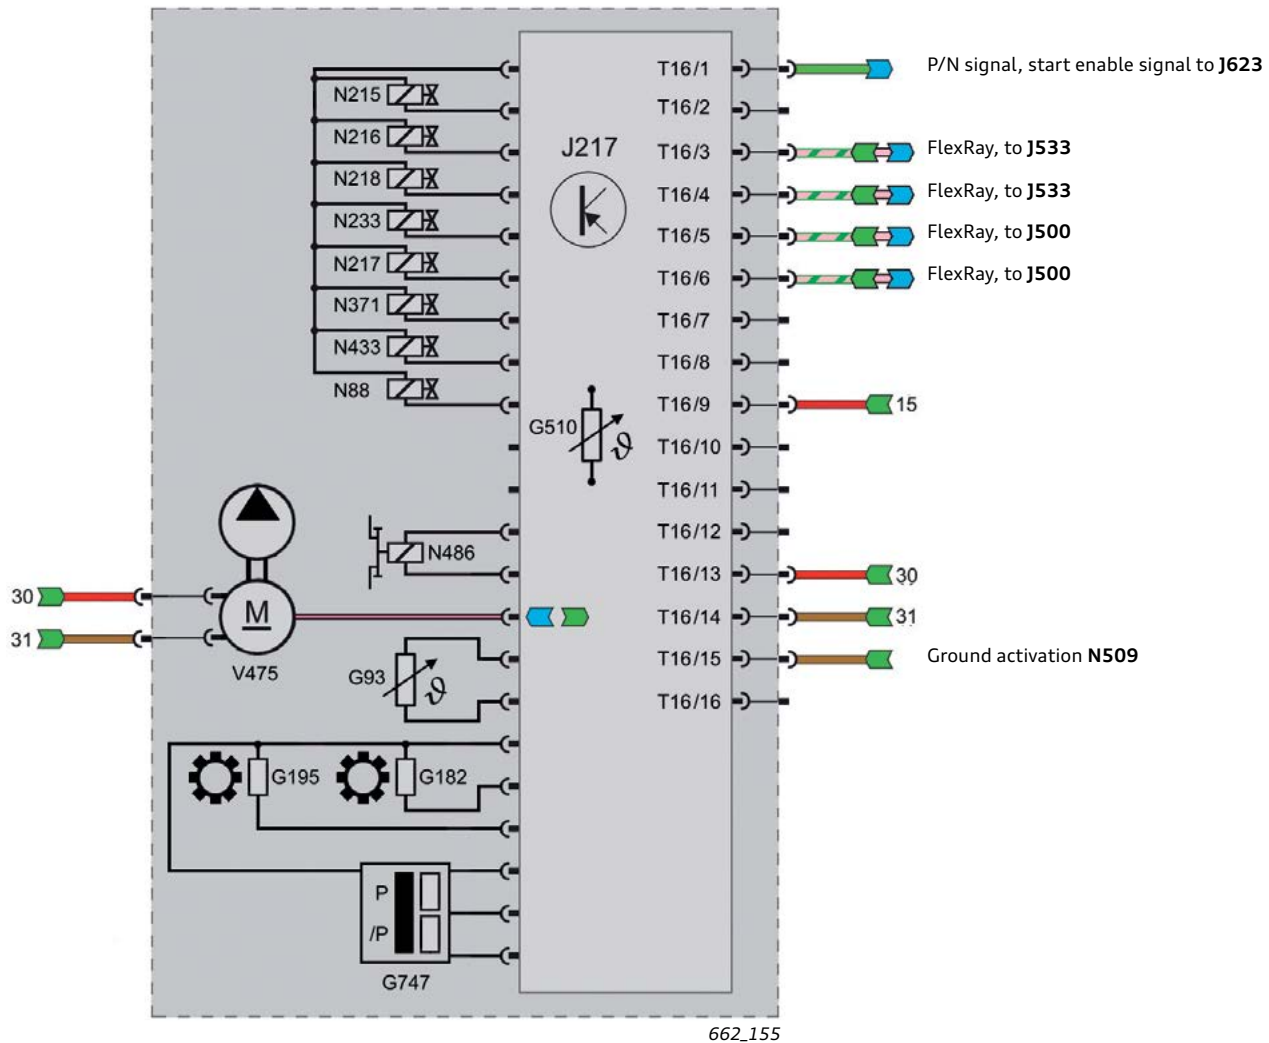 T16/1
P/N signal, start enable signal to J623
N215
T16/2
N216
J217
T16/3
FlexRay, to J533
N218
T16/4
FlexRay, to J533
N233
T16/5
FlexRay, to J500
N217
T16/6
FlexRay, to J500
N371
T16/7
N433
T16/8
N88
T16/9
15
G510
ϑ
T16/10
T16/11
T16/12
N486
T16/13
30
30
M
T16/14
31
31
V475
T16/15
Ground activation N509
G93
ϑ
T16/16
G195
G182
P
/P
G747
662_155